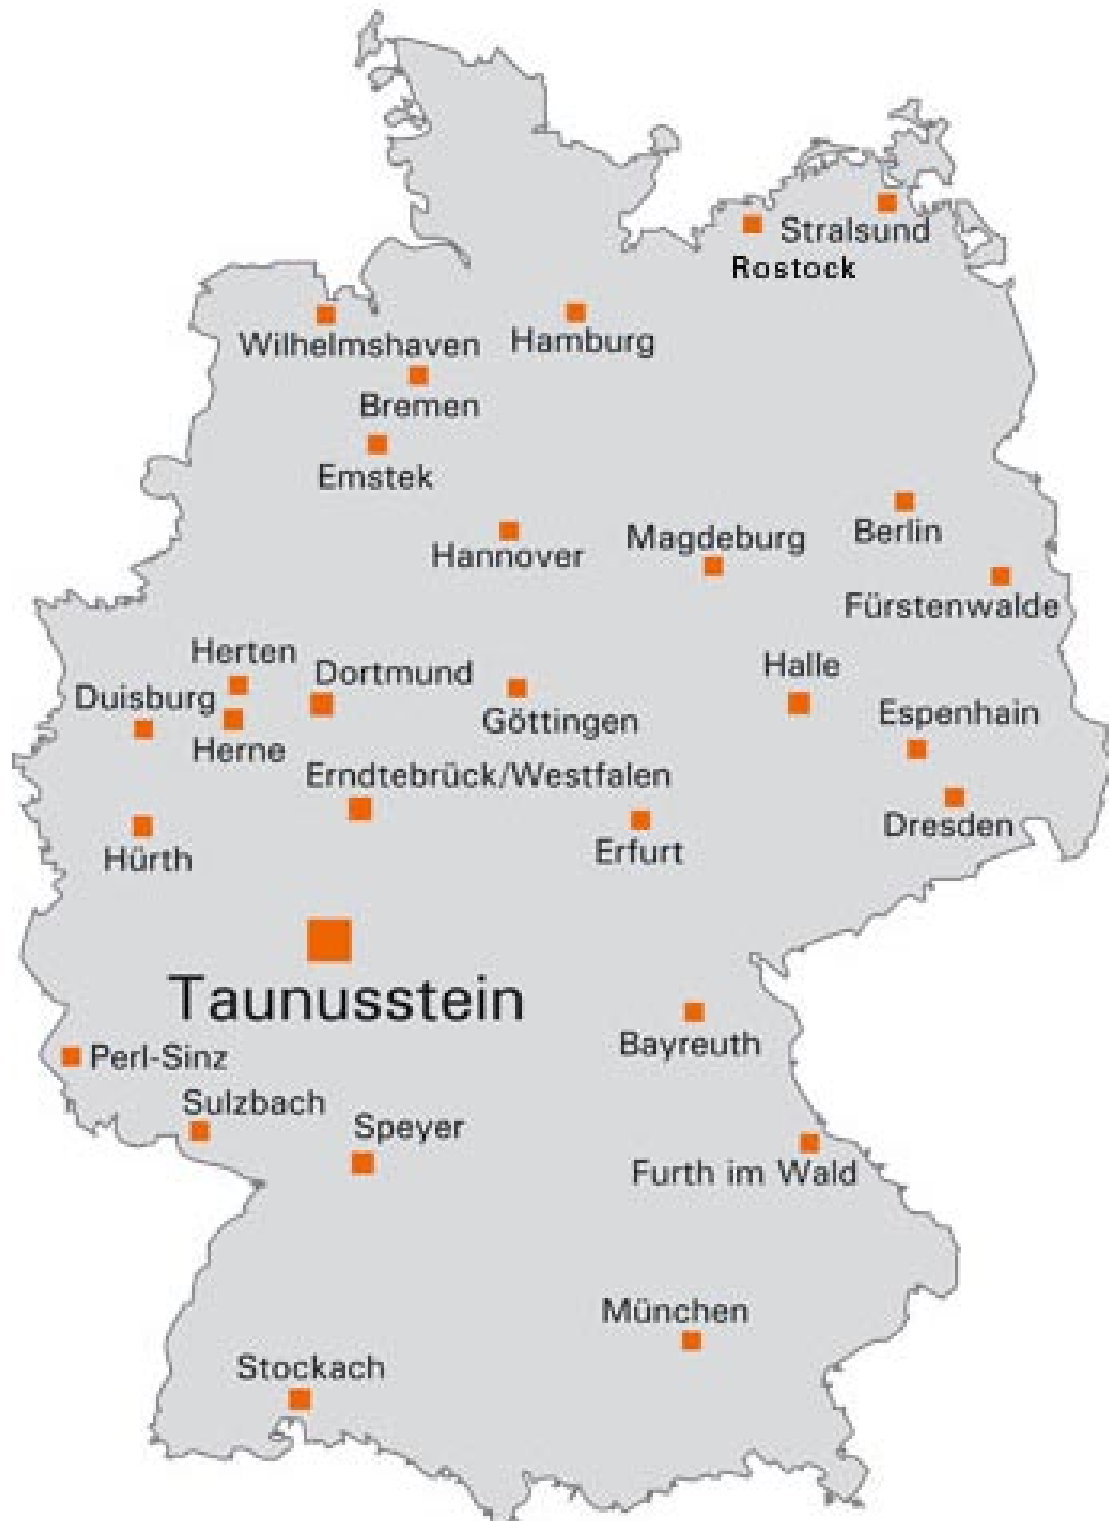 Stralsund
Rostock
Hamburg
Wilhelmshaven
Bremen
Emstek
Berlin
Magdeburg
Hannover
Fürstenwalde
Herten
Halle
Dortmund
Duisburg
Espenhain
Göttingen
Herne
Erndtebrück/Westfalen
Dresden
Erfurt
Hürth
Taunusstein
Bayreuth
Perl-Sinz
Sulzbach
Speyer
Furth im Wald
München
Stockach